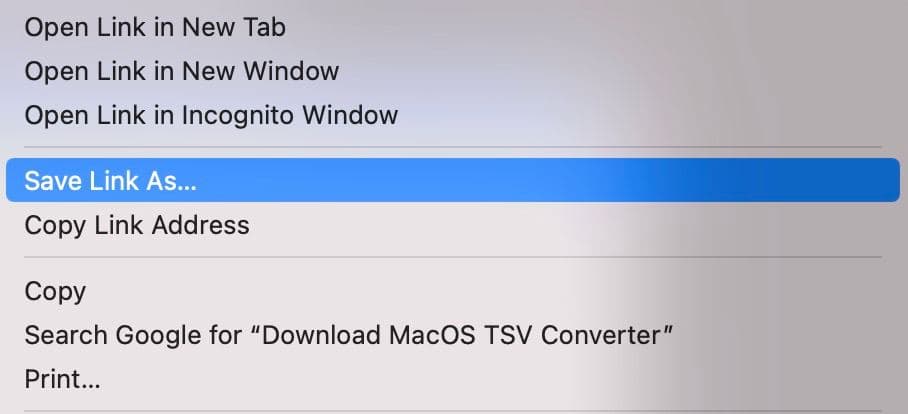 Open Link in New Tab
Open Link in New Window
Open Link in Incognito Window
Save Link As...
Copy Link Address
Copy
Search Google for “Download MacOS TSV Converter”
Print...